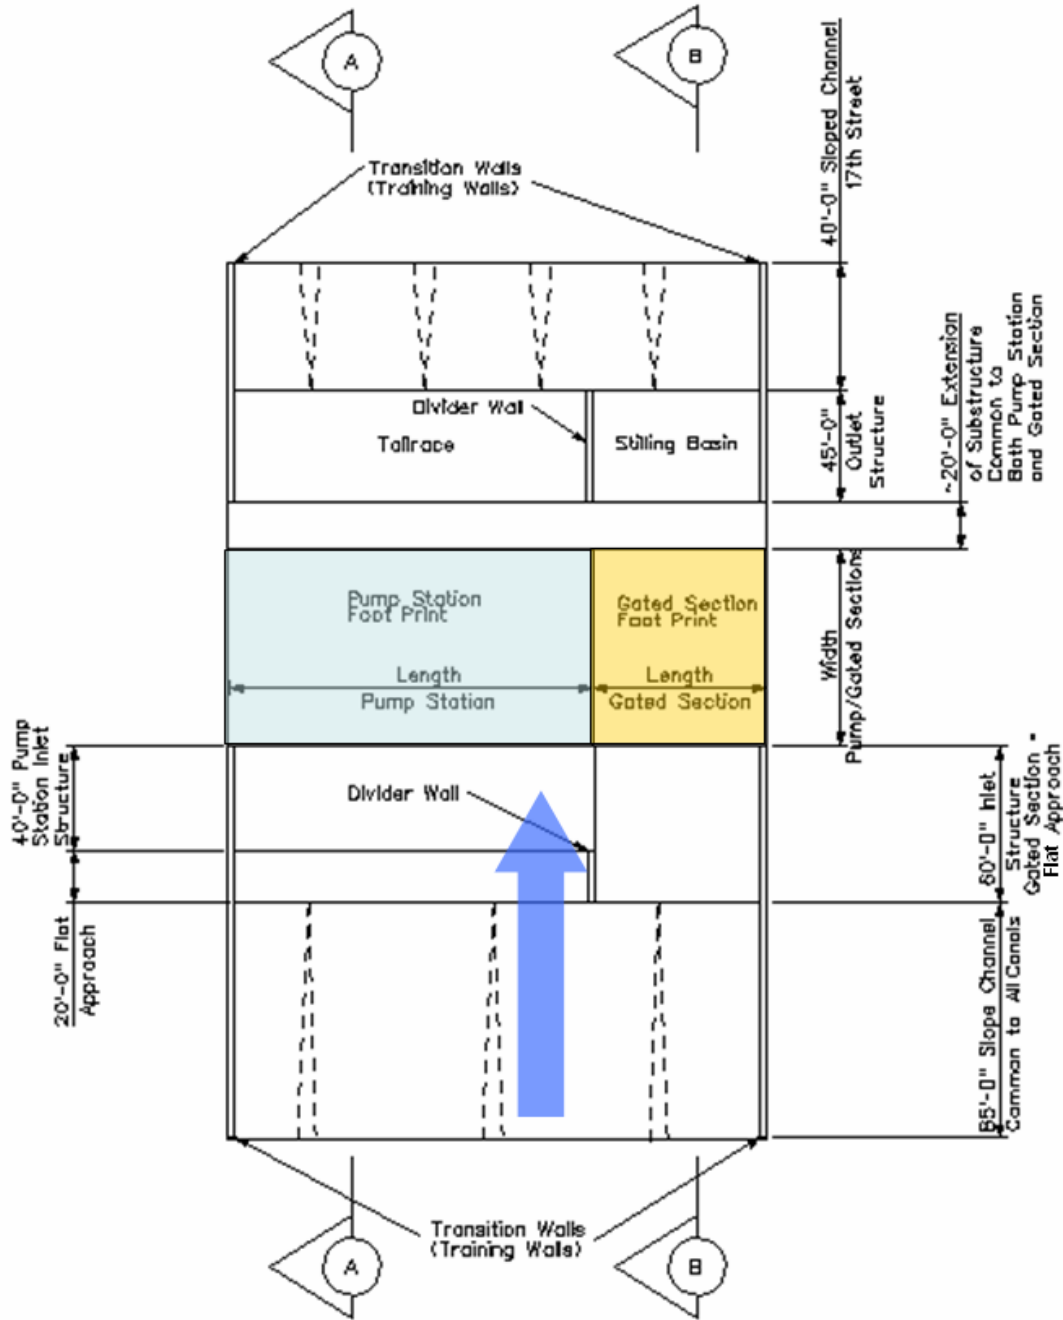 A
B
40'-0" Sloped Channel
17th Street
Transition Walls
(Training Walls)
~20'-0" Extension
of Substructure
Common to
Both Pump Station
and Gated Section
Divider Wall
Tailrace
Stilling Basin
45'-0"
Outlet
Structure
Pump Station
Foot Print
Gated Section
Foot Print
Length
Pump Station
Length
Gated Section
Width
Pump/Gated Sections
40'-0" Pump
Station Inlet
Structure
Divider Wall
60'-0" Inlet
Structure
Gated Section -
Flat Approach
20'-0" Flat
Approach
85'-0" Slope Channel
Common to All Canals
Transition Walls
(Training Walls)
A
B